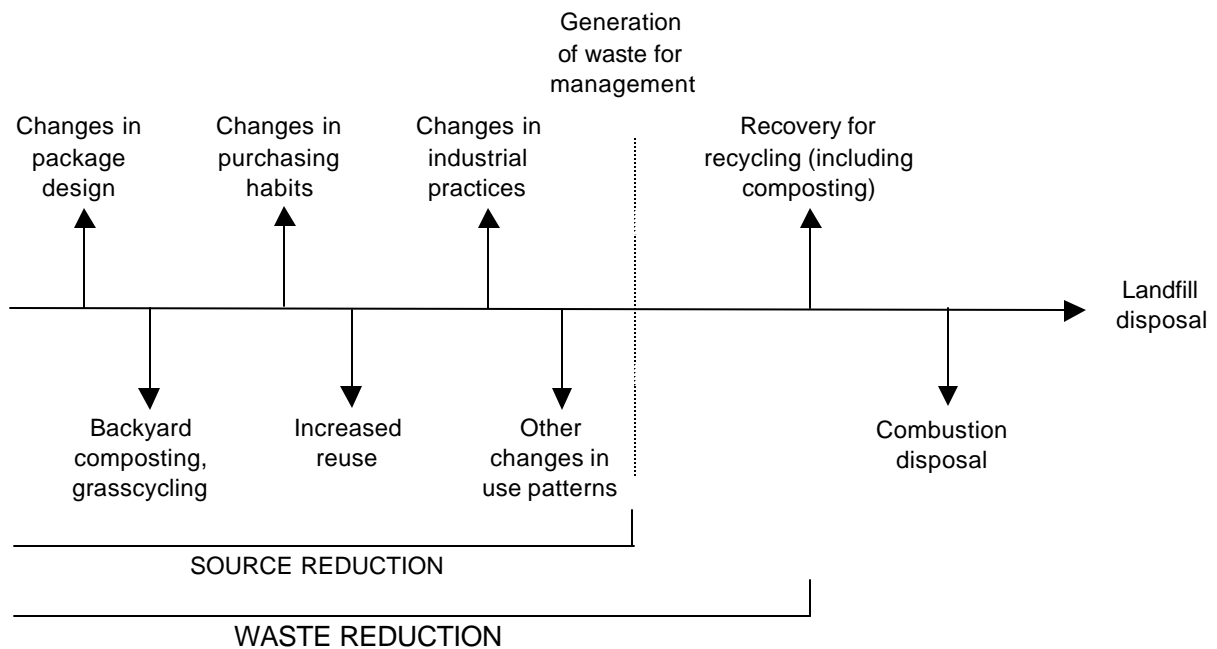 Generation
of waste for
management
Changes in
package
design
Changes in
purchasing
habits
Changes in
industrial
practices
Recovery for
recycling (including
composting)
Landfill
disposal
Backyard
composting,
grasscycling
Increased
reuse
Other
changes in
use patterns
Combustion
disposal
SOURCE REDUCTION
WASTE REDUCTION